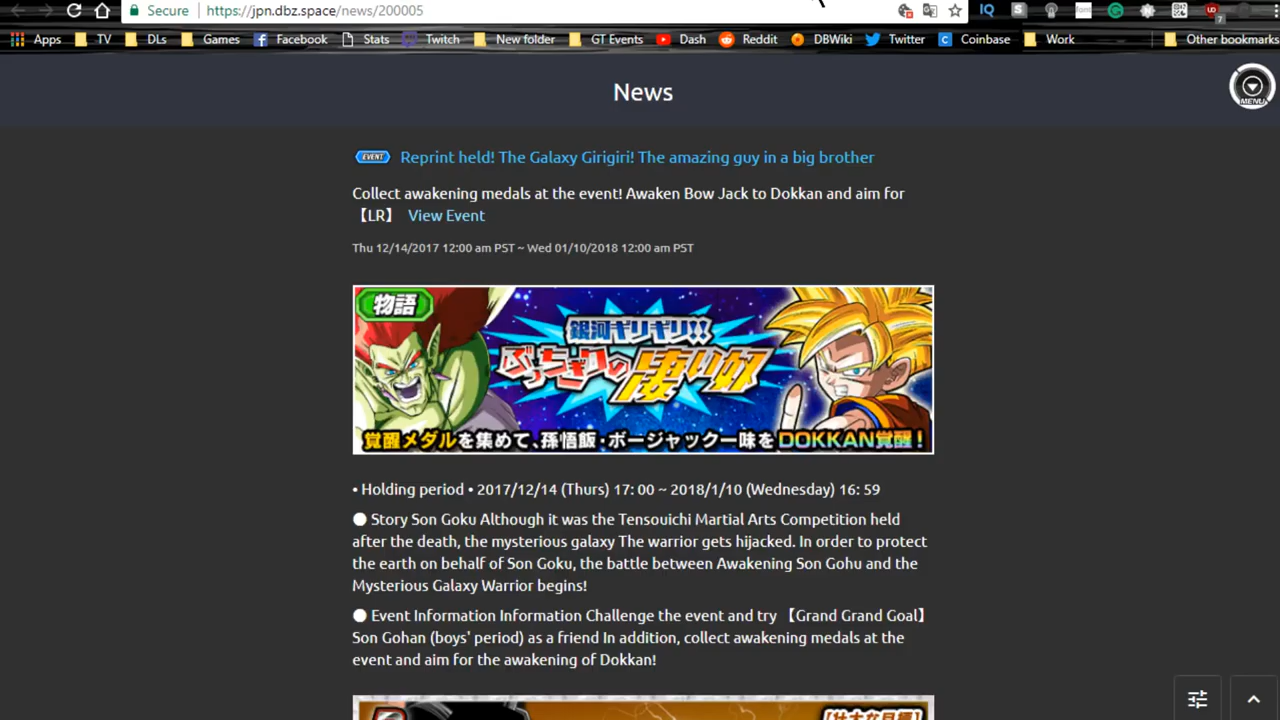 Secure https://jpn.dbz.space/news/200005
Apps TV DLs Games Facebook Stats Twitch New folder GT Events Dash Reddit DBWiki Twitter Coinbase Work Other bookmarks
News
MENU
EVENT Reprint held! The Galaxy Girigiri! The amazing guy in a big brother
Collect awakening medals at the event! Awaken Bow Jack to Dokkan and aim for
【LR】 View Event
Thu 12/14/2017 12:00 am PST ~ Wed 01/10/2018 12:00 am PST
物語
銀河ギリギリ!!
ぶっちぎりの凄い奴
覚醒メダルを集めて、孫悟飯・ボージャック一味をDOKKAN覚醒!
• Holding period • 2017/12/14 (Thurs) 17: 00 ~ 2018/1/10 (Wednesday) 16: 59
● Story Son Goku Although it was the Tensouichi Martial Arts Competition held
after the death, the mysterious galaxy The warrior gets hijacked. In order to protect
the earth on behalf of Son Goku, the battle between Awakening Son Gohu and the
Mysterious Galaxy Warrior begins!
● Event Information Information Challenge the event and try 【Grand Grand Goal】
Son Gohan (boys' period) as a friend In addition, collect awakening medals at the
event and aim for the awakening of Dokkan!